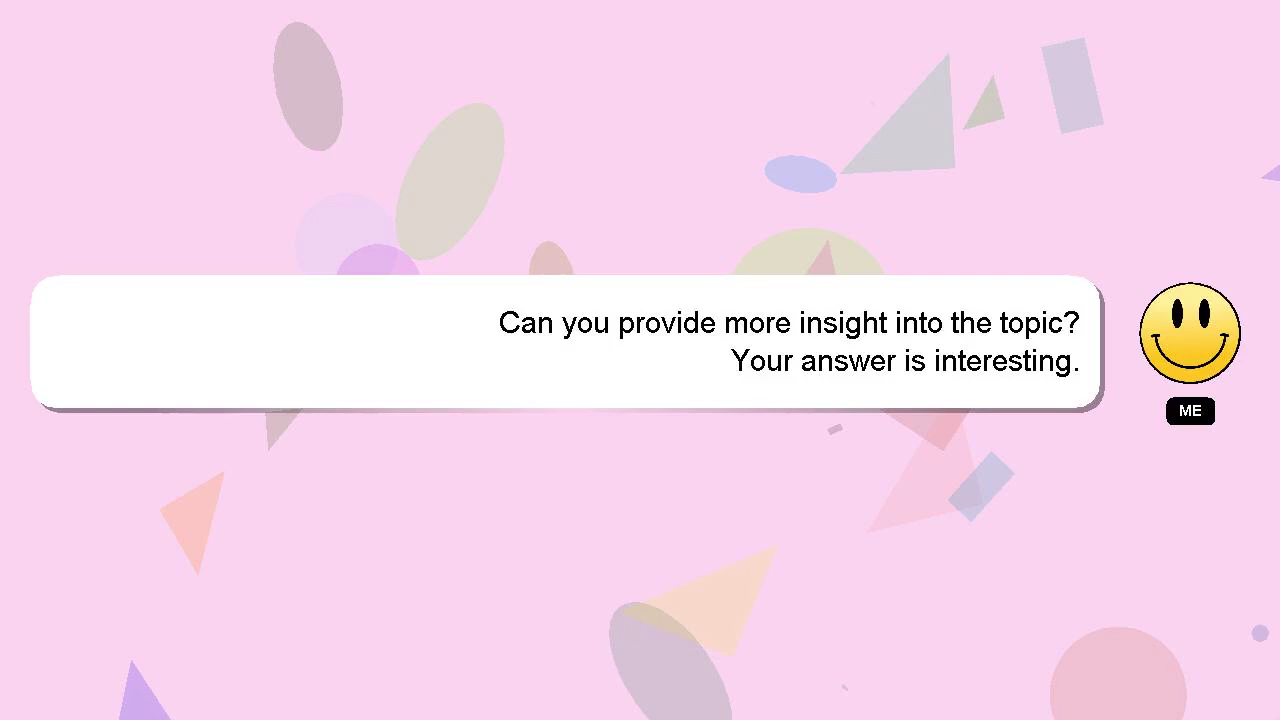 Can you provide more insight into the topic?
Your answer is interesting.
ME